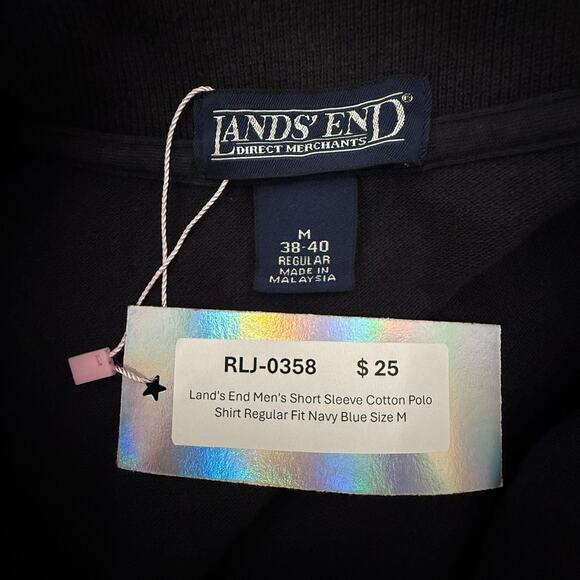 LANDS' END®
DIRECT MERCHANTS
M
38-40
REGULAR
MADE IN
MALAYSIA
RLJ-0358 $ 25
Land's End Men's Short Sleeve Cotton Polo
Shirt Regular Fit Navy Blue Size M